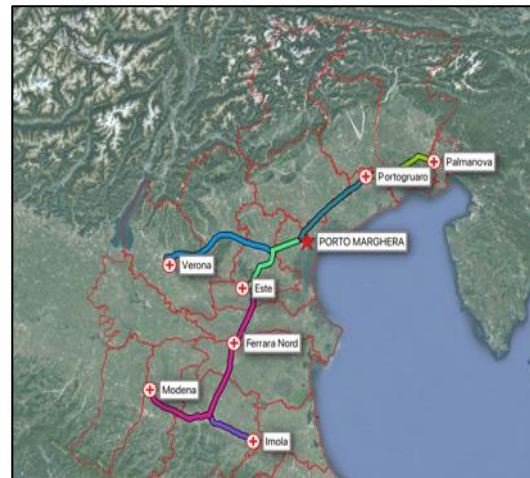 Palmanova
Portogruaro
PORTO MARGHERA
Verona
Este
Ferrara Nord
Modena
Imola